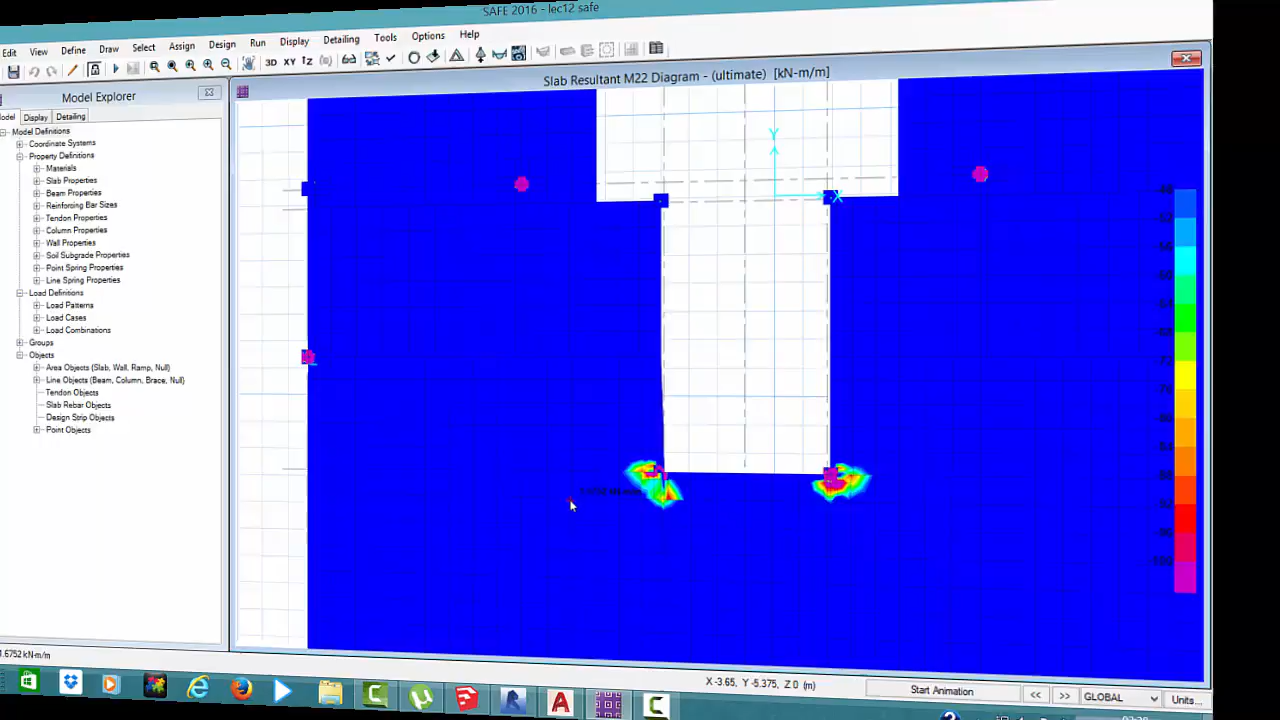 SAFE 2016 - lec12 safe
Edit View Define Draw Select Assign Design Run Display Detailing Tools Options Help
3D XY
Model Explorer
Slab Resultant M22 Diagram - (ultimate) [kN-m/m]
Display Detailing
Model Definitions
Coordinate Systems
Property Definitions
Materials
Slab Properties
Beam Properties
Reinforcing Bar Sizes
Tendon Properties
Column Properties
Wall Properties
Soil Subgrade Properties
Point Spring Properties
Line Spring Properties
Load Definitions
Load Patterns
Load Cases
Load Combinations
Groups
Objects
Area Objects (Slab, Wall, Ramp, Null)
Line Objects (Beam, Column, Brace, Null)
Tendon Objects
Slab Rebar Objects
Design Strip Objects
Point Objects
Y
X
X -3.65, Y -5.375, Z 0 (m)
Start Animation
<<
>>
GLOBAL
Units...